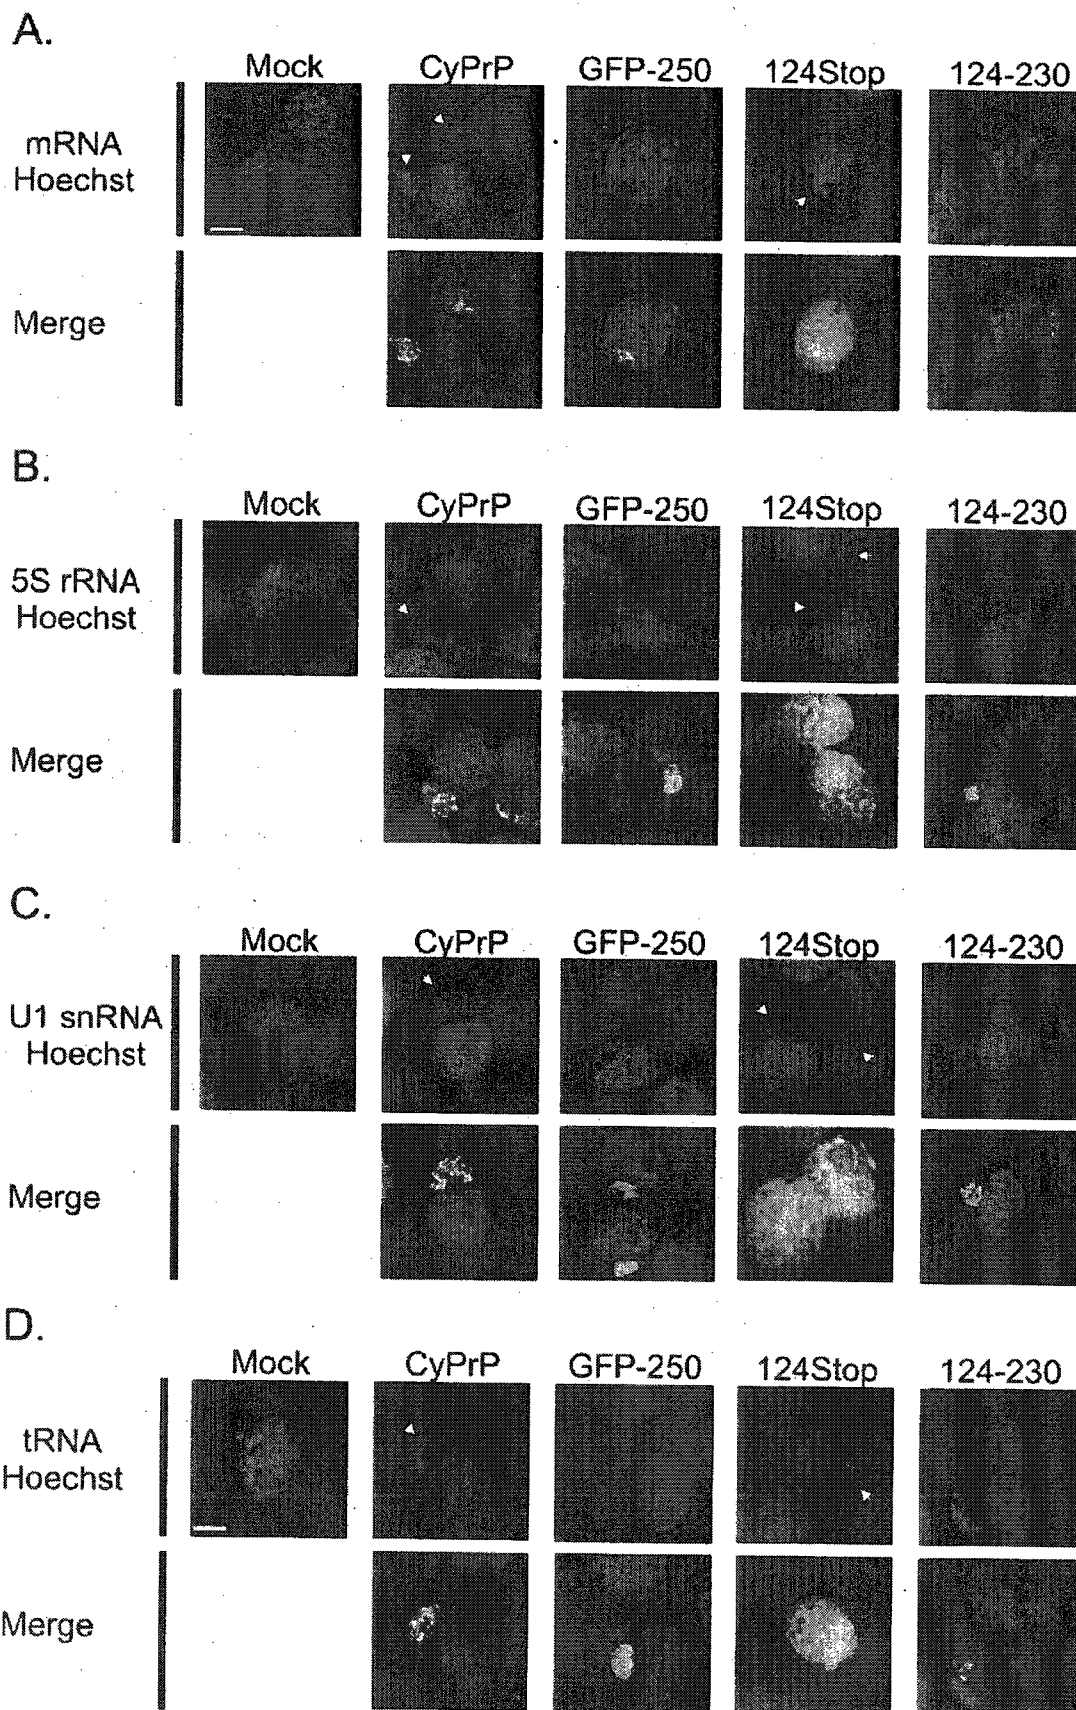 A.
Mock CyPrP GFP-250 124Stop 124-230
mRNA
Hoechst
Merge
B.
Mock CyPrP GFP-250 124Stop 124-230
5S rRNA
Hoechst
Merge
C.
Mock CyPrP GFP-250 124Stop 124-230
U1 snRNA
Hoechst
Merge
D.
Mock CyPrP GFP-250 124Stop 124-230
tRNA
Hoechst
Merge